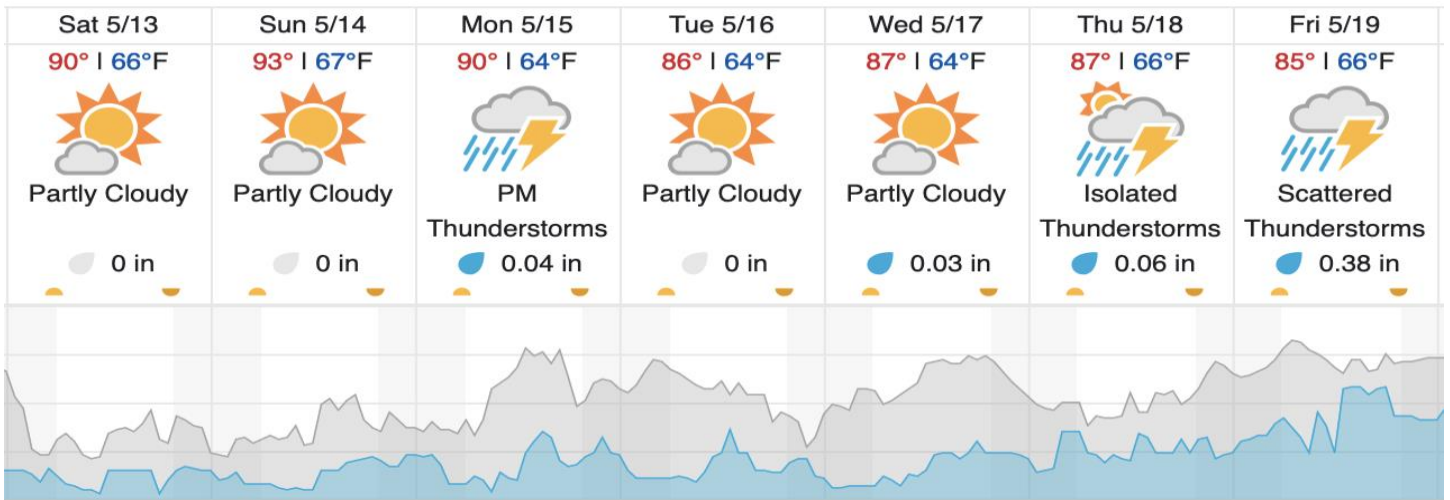 Sat 5/13 Sun 5/14 Mon 5/15 Tue 5/16 Wed 5/17 Thu 5/18 Fri 5/19
90° | 66°F 93° | 67°F 90° | 64°F 86° | 64°F 87° | 64°F 87° | 66°F 85° | 66°F
Partly Cloudy Partly Cloudy PM Partly Cloudy Partly Cloudy Isolated Scattered
Thunderstorms Thunderstorms Thunderstorms
0 in 0 in 0.04 in 0 in 0.03 in 0.06 in 0.38 in